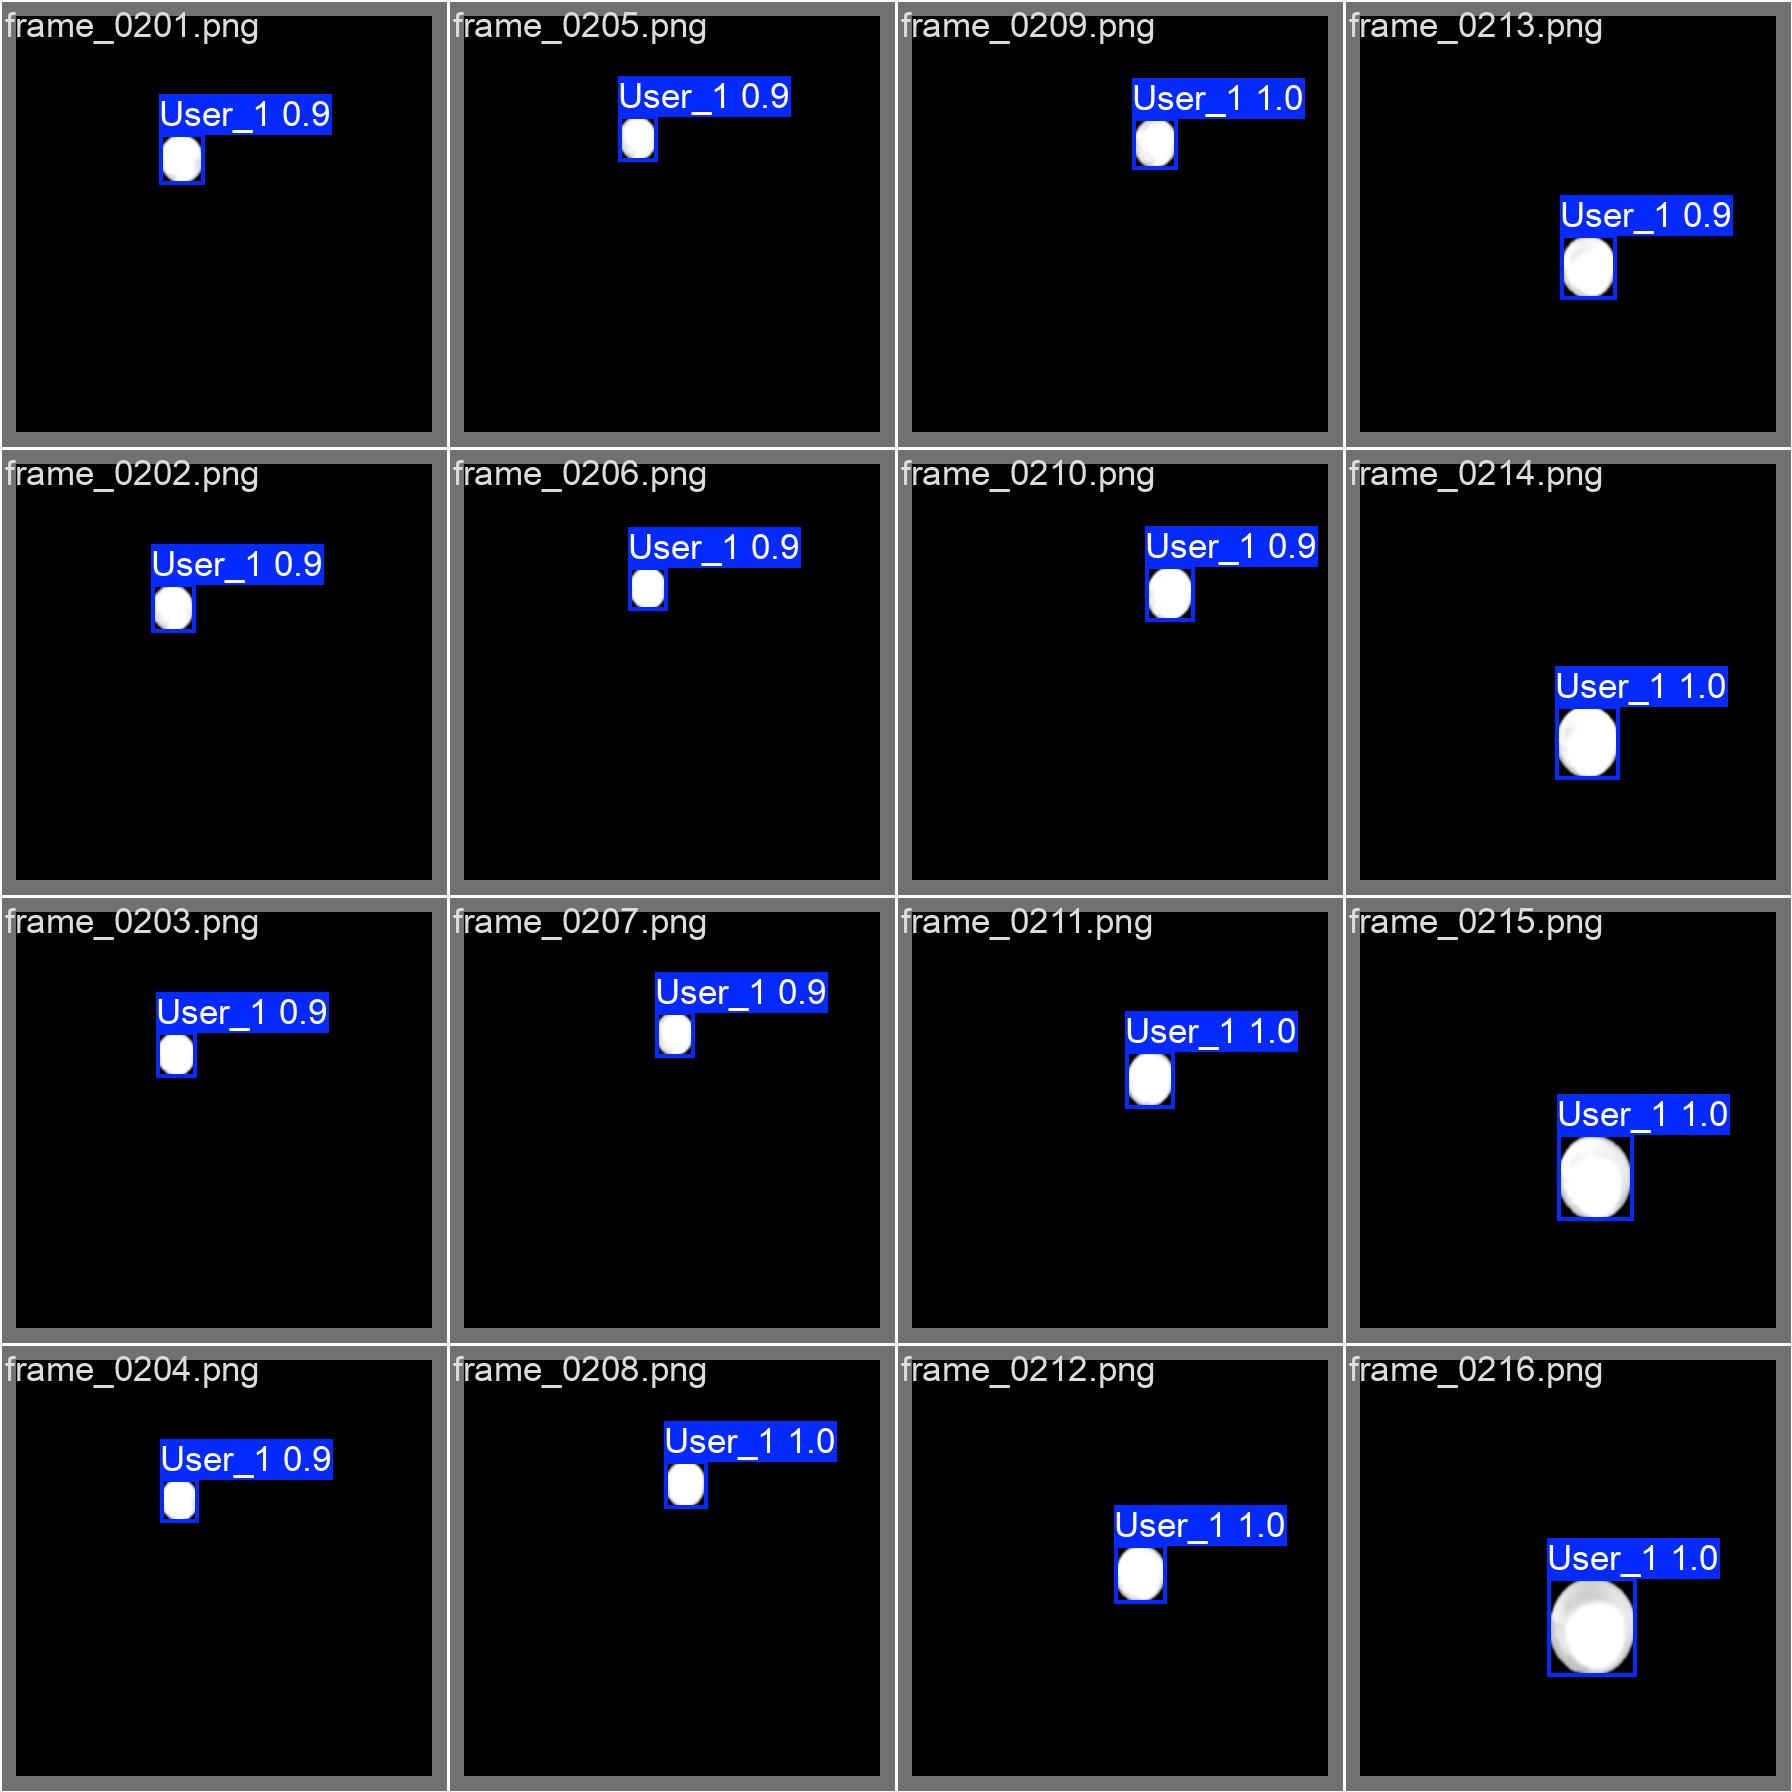 frame_0201.png
User_1 0.9
frame_0205.png
User_1 0.9
frame_0209.png
User_1 1.0
frame_0213.png
User_1 0.9
frame_0202.png
User_1 0.9
frame_0206.png
User_1 0.9
frame_0210.png
User_1 0.9
frame_0214.png
User_1 1.0
frame_0203.png
User_1 0.9
frame_0207.png
User_1 0.9
frame_0211.png
User_1 1.0
frame_0215.png
User_1 1.0
frame_0204.png
User_1 0.9
frame_0208.png
User_1 1.0
frame_0212.png
User_1 1.0
frame_0216.png
User_1 1.0